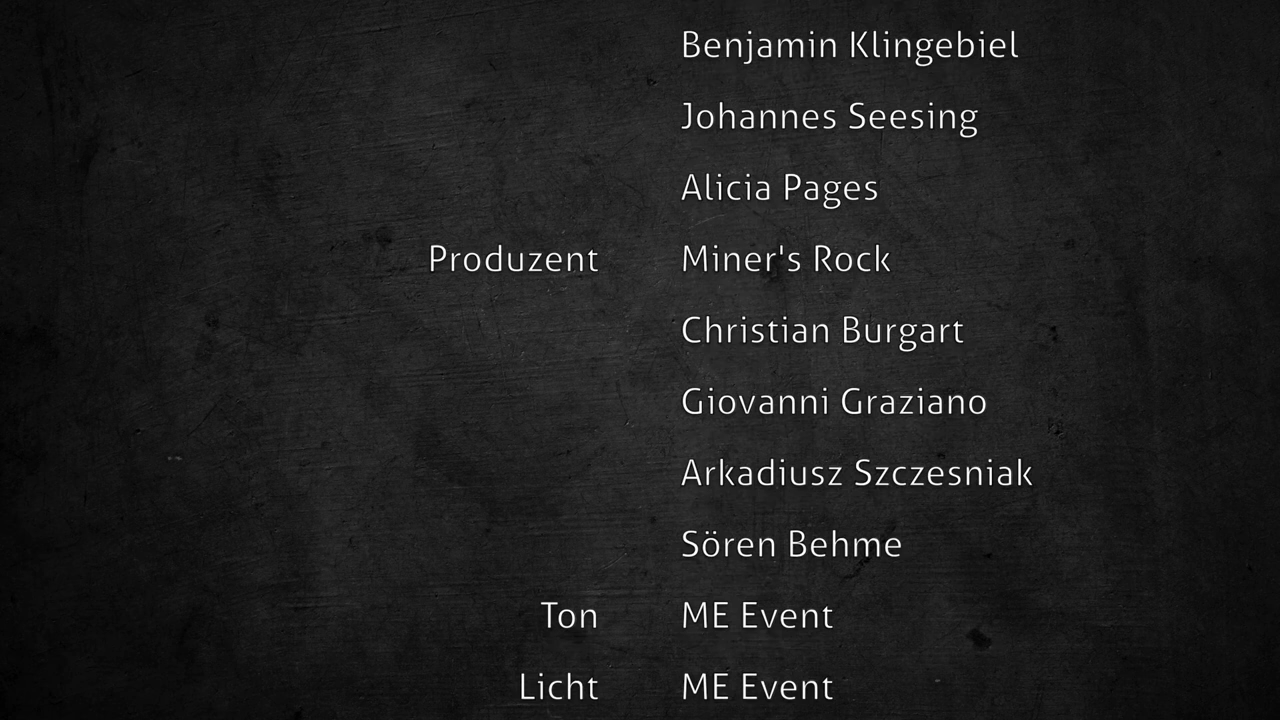 Benjamin Klingebiel
Johannes Seesing
Alicia Pages
Produzent Miner's Rock
Christian Burgart
Giovanni Graziano
Arkadiusz Szczesniak
Sören Behme
Ton ME Event
Licht ME Event